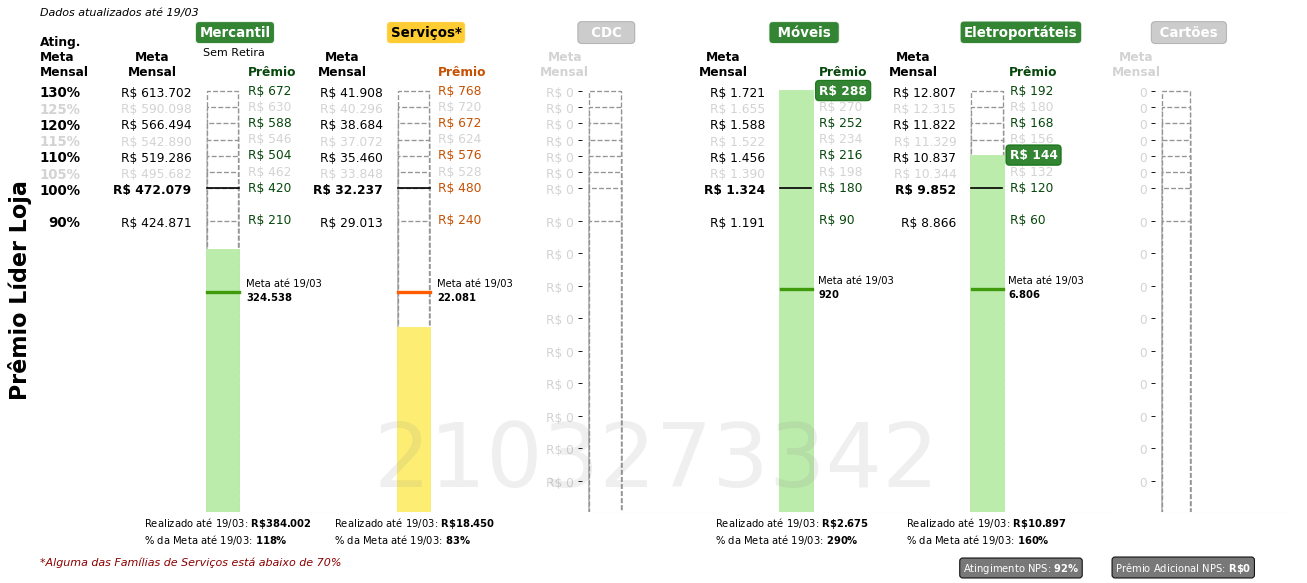 Dados atualizados até 19/03
Mercantil Serviços* CDC Móveis Eletroportáteis Cartões
Sem Retira
Ating. Meta Mensal Meta Mensal Prêmio Meta Mensal Prêmio Meta Mensal Meta Mensal Prêmio Meta Mensal Prêmio Meta Mensal
130% R$ 613.702 R$ 672 R$ 41.908 R$ 768 R$ 0 R$ 1.721 R$ 288 R$ 12.807 R$ 192 0
125% R$ 590.098 R$ 630 R$ 40.296 R$ 720 R$ 0 R$ 1.655 R$ 270 R$ 12.315 R$ 180 0
120% R$ 566.494 R$ 588 R$ 38.684 R$ 672 R$ 0 R$ 1.588 R$ 252 R$ 11.822 R$ 168 0
115% R$ 542.890 R$ 546 R$ 37.072 R$ 624 R$ 0 R$ 1.522 R$ 234 R$ 11.329 R$ 156 0
110% R$ 519.286 R$ 504 R$ 35.460 R$ 576 R$ 0 R$ 1.456 R$ 216 R$ 10.837 R$ 144 0
105% R$ 495.682 R$ 462 R$ 33.848 R$ 528 R$ 0 R$ 1.390 R$ 198 R$ 10.344 R$ 132 0
100% R$ 472.079 R$ 420 R$ 32.237 R$ 480 R$ 0 R$ 1.324 R$ 180 R$ 9.852 R$ 120 0
90% R$ 424.871 R$ 210 R$ 29.013 R$ 240 R$ 0 R$ 1.191 R$ 90 R$ 8.866 R$ 60 0
R$ 0 0
R$ 0 0
R$ 0 0
R$ 0 0
R$ 0 0
R$ 0 0
R$ 0 0
R$ 0 0
Meta até 19/03 Meta até 19/03 Meta até 19/03 Meta até 19/03
324.538 22.081 920 6.806
Prêmio Líder Loja
2103273342
Realizado até 19/03: R$384.002 Realizado até 19/03: R$18.450 Realizado até 19/03: R$2.675 Realizado até 19/03: R$10.897
% da Meta até 19/03: 118% % da Meta até 19/03: 83% % da Meta até 19/03: 290% % da Meta até 19/03: 160%
*Alguma das Famílias de Serviços está abaixo de 70%
Atingimento NPS: 92% Prêmio Adicional NPS: R$0